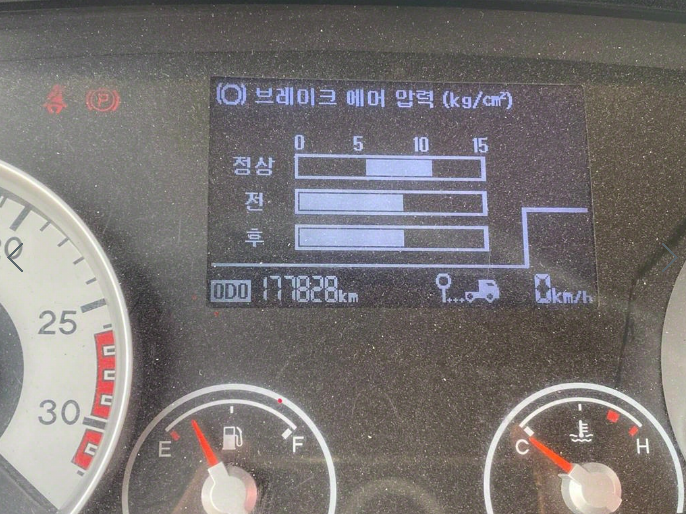 브레이크 에어 압력 (kg/cm²)
0 5 10 15
정상
전
후
ODO 177828km 0km/h
25
30
E F
C H
P